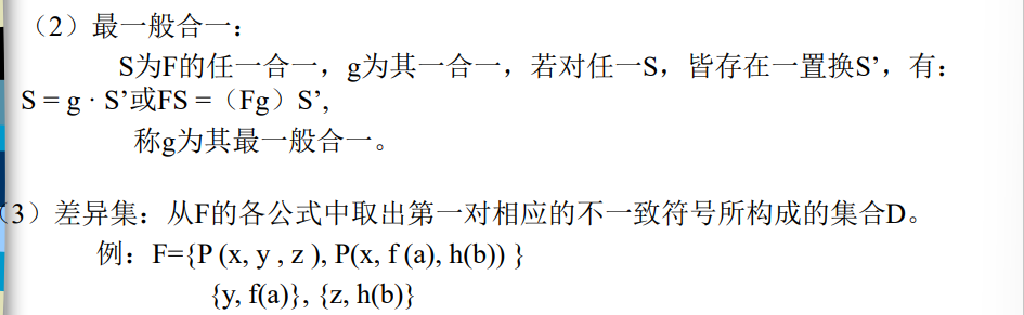 （2）最一般合一：
S为F的任一合一，g为其一合一，若对任一S，皆存在一置换S’，有：
S = g · S’或FS =（Fg）S’,
称g为其最一般合一。
（3）差异集：从F的各公式中取出第一对相应的不一致符号所构成的集合D。
例：F={P (x, y , z ), P(x, f (a), h(b)) }
{y, f(a)}, {z, h(b)}